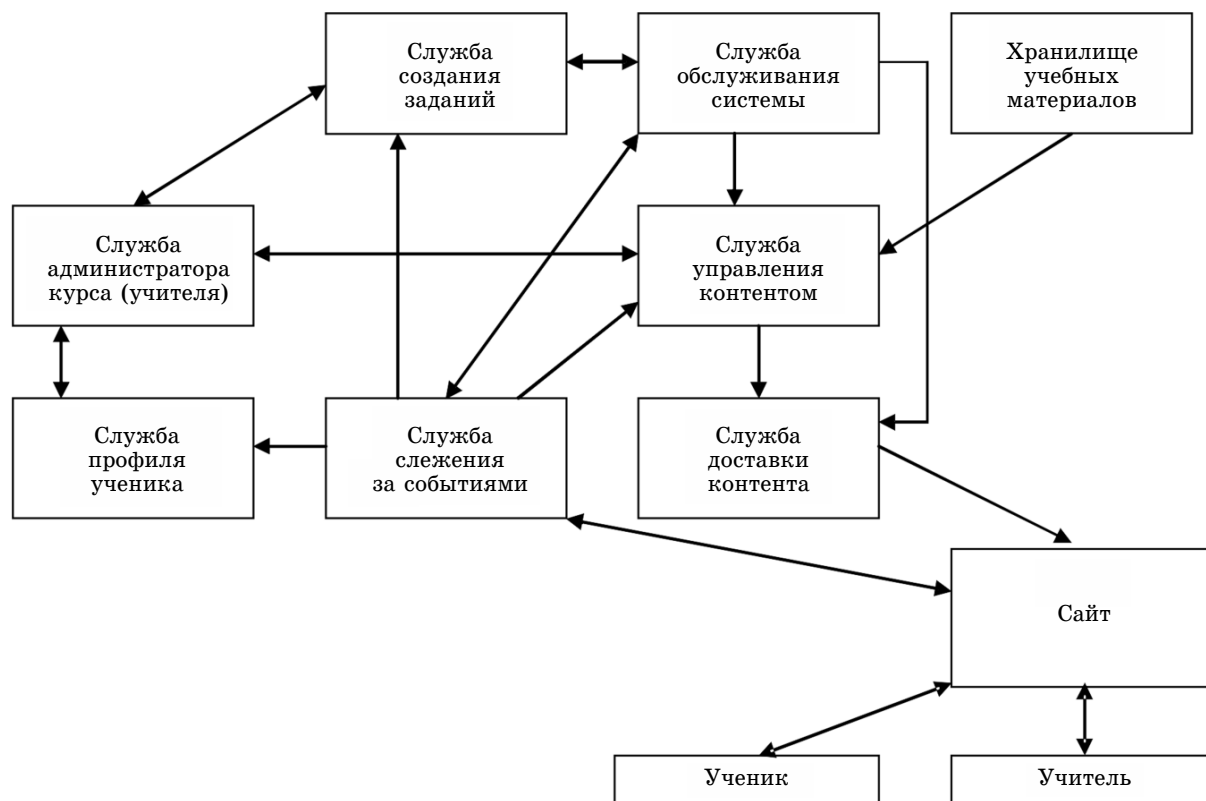 Служба
создания
заданий
Служба
обслуживания
системы
Хранилище
учебных
материалов
Служба
администратора
курса (учителя)
Служба
управления
контентом
Служба
профиля
ученика
Служба
слежения
за событиями
Служба
доставки
контента
Сайт
Ученик
Учитель